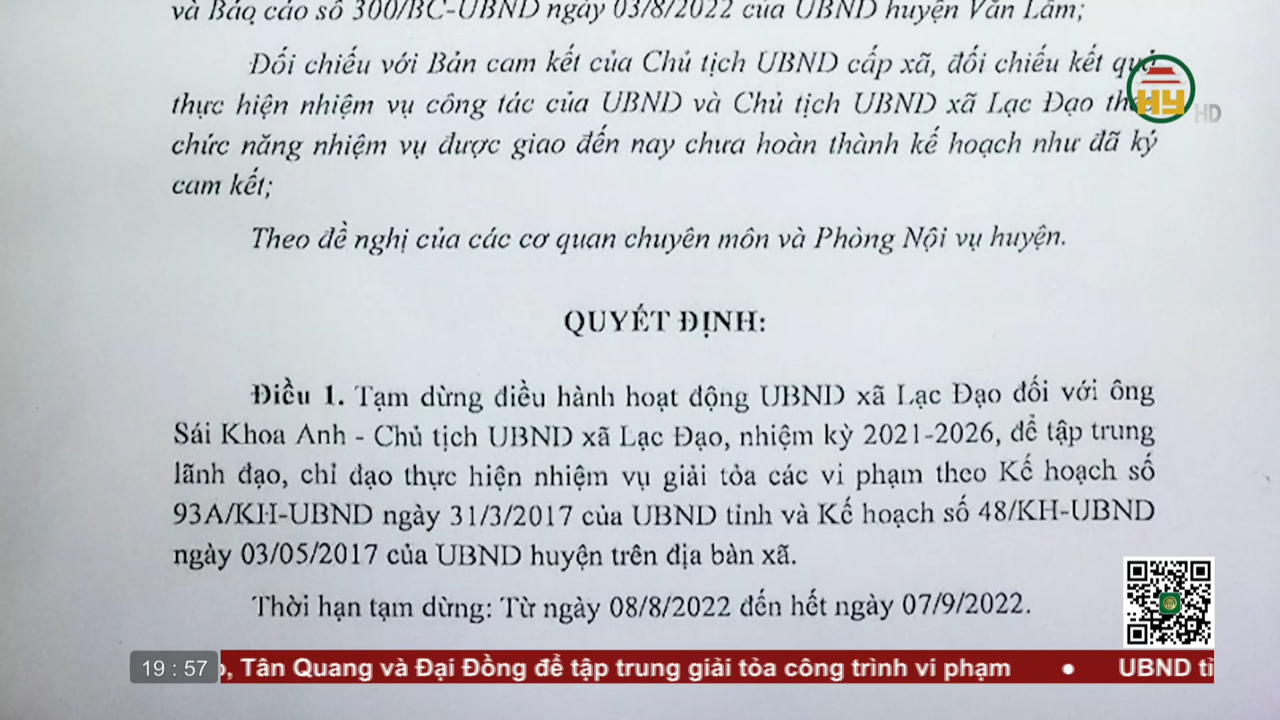 và Báo cáo số 300/BC-UBND ngày 03/8/2022 của UBND huyện Văn Lâm;
Đối chiếu với Bản cam kết của Chủ tịch UBND cấp xã, đối chiếu kết quả
thực hiện nhiệm vụ công tác của UBND và Chủ tịch UBND xã Lạc Đạo theo
chức năng nhiệm vụ được giao đến nay chưa hoàn thành kế hoạch như đã ký
cam kết;
Theo đề nghị của các cơ quan chuyên môn và Phòng Nội vụ huyện.
QUYẾT ĐỊNH:
Điều 1. Tạm dừng điều hành hoạt động UBND xã Lạc Đạo đối với ông
Sái Khoa Anh - Chủ tịch UBND xã Lạc Đạo, nhiệm kỳ 2021-2026, để tập trung
lãnh đạo, chỉ đạo thực hiện nhiệm vụ giải tỏa các vi phạm theo Kế hoạch số
93A/KH-UBND ngày 31/3/2017 của UBND tỉnh và Kế hoạch số 48/KH-UBND
ngày 03/05/2017 của UBND huyện trên địa bàn xã.
Thời hạn tạm dừng: Từ ngày 08/8/2022 đến hết ngày 07/9/2022.
HY HD
19 : 57 , Tân Quang và Đại Đồng để tập trung giải tỏa công trình vi phạm • UBND